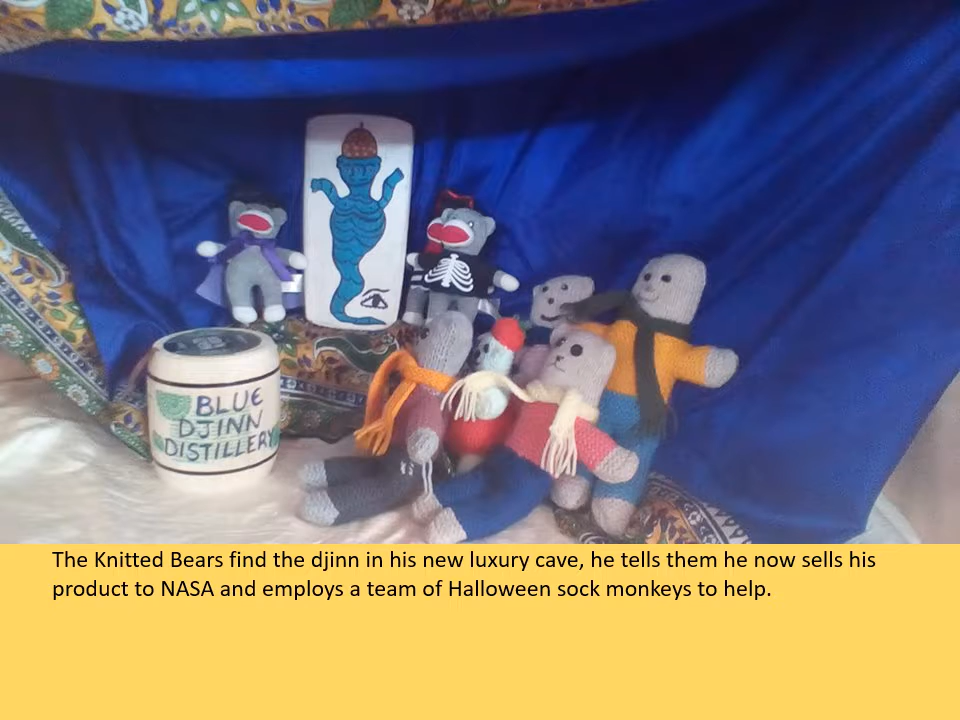 BLUE
DJINN
DISTILLERY
The Knitted Bears find the djinn in his new luxury cave, he tells them he now sells his
product to NASA and employs a team of Halloween sock monkeys to help.